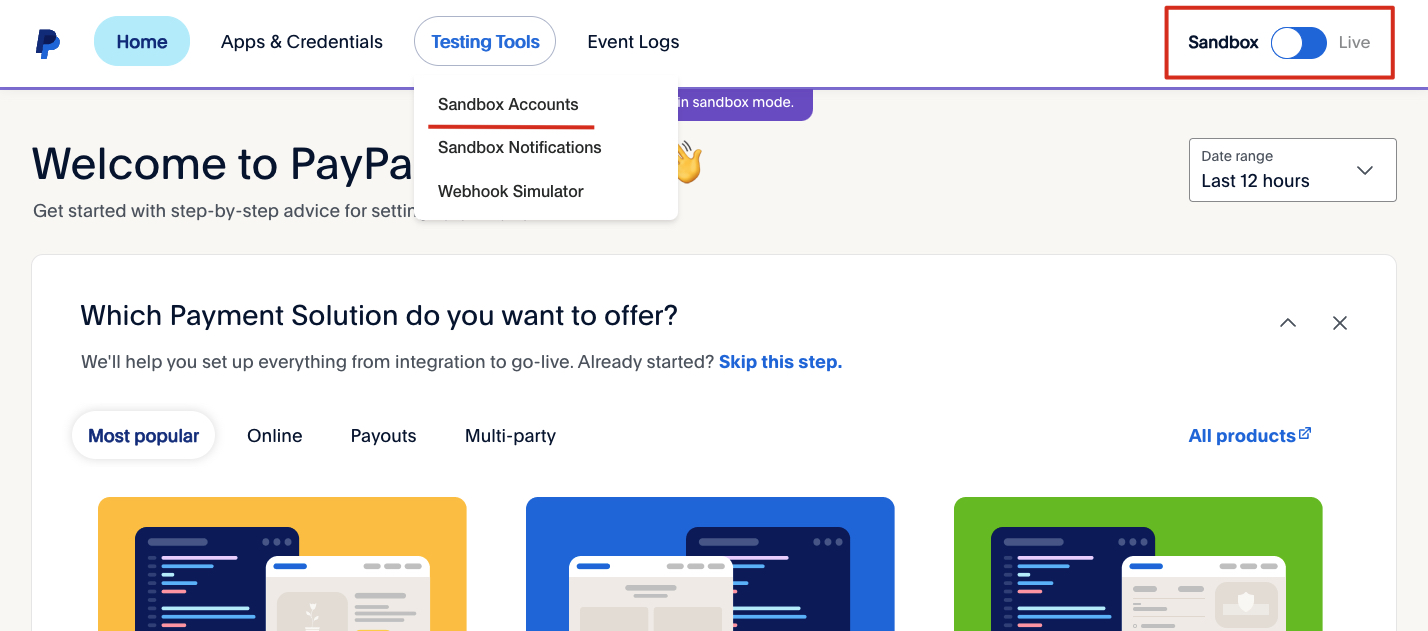 Home Apps & Credentials Testing Tools Event Logs Sandbox Live
Sandbox Accounts
in sandbox mode.
Sandbox Notifications
Webhook Simulator
Welcome to PayPa
Get started with step-by-step advice for
Date range
Last 12 hours
Which Payment Solution do you want to offer?
We'll help you set up everything from integration to go-live. Already started? Skip this step.
Most popular Online Payouts Multi-party All products